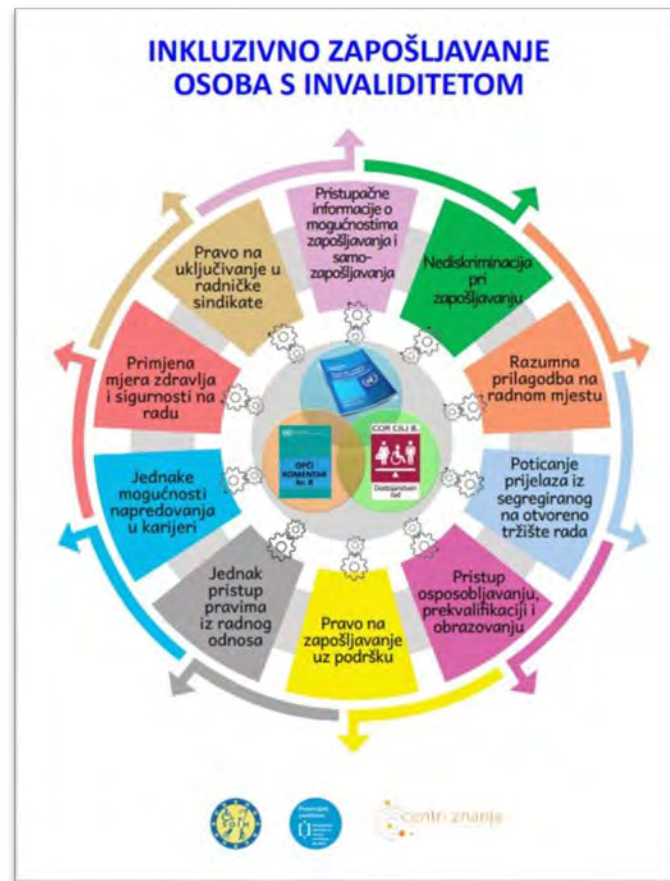 INKLUZIVNO ZAPOŠLJAVANJE
OSOBA S INVALIDITETOM
Pristupačne
informacije o
mogućnostima
zapošljavanja i
samo-
zapošljavanja
Nediskriminacija
pri
zapošljavanju
Razumna
prilagodba na
radnom mjestu
Poticanje
prijelaza iz
segregiranog
na otvoreno
tržište rada
Pristup
osposobljavanju,
prekvalifikaciji i
obrazovanju
Pravo na
zapošljavanje
uz podršku
Jednak
pristup
pravima
iz radnog
odnosa
Jednake
mogućnosti
napredovanja
u karijeri
Primjena
mjera zdravlja
i sigurnosti na
radu
Pravo na
uključivanje u
radničke
sindikate
OPĆI
KOMENTAR
br. 8
COR CILJ 8.
Dostojanstven
rad
centri znanja